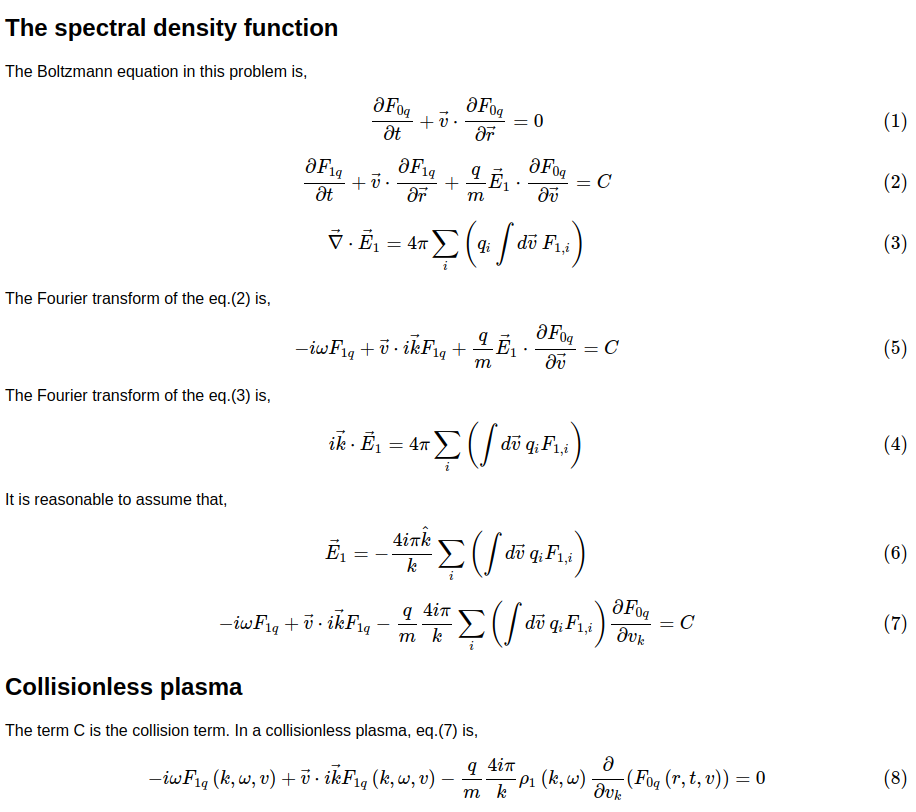 The spectral density function
The Boltzmann equation in this problem is,
$$\frac{\partial F_{0q}}{\partial t} + \vec{v} \cdot \frac{\partial F_{0q}}{\partial \vec{r}} = 0 \quad (1)$$
$$\frac{\partial F_{1q}}{\partial t} + \vec{v} \cdot \frac{\partial F_{1q}}{\partial \vec{r}} + \frac{q}{m} \vec{E}_1 \cdot \frac{\partial F_{0q}}{\partial \vec{v}} = C \quad (2)$$
$$\vec{\nabla} \cdot \vec{E}_1 = 4\pi \sum_i \left( q_i \int d\vec{v} \, F_{1,i} \right) \quad (3)$$
The Fourier transform of the eq.(2) is,
$$-i\omega F_{1q} + \vec{v} \cdot i\vec{k} F_{1q} + \frac{q}{m} \vec{E}_1 \cdot \frac{\partial F_{0q}}{\partial \vec{v}} = C \quad (5)$$
The Fourier transform of the eq.(3) is,
$$i\vec{k} \cdot \vec{E}_1 = 4\pi \sum_i \left( \int d\vec{v} \, q_i F_{1,i} \right) \quad (4)$$
It is reasonable to assume that,
$$\vec{E}_1 = -\frac{4i\pi \hat{k}}{k} \sum_i \left( \int d\vec{v} \, q_i F_{1,i} \right) \quad (6)$$
$$-i\omega F_{1q} + \vec{v} \cdot i\vec{k} F_{1q} - \frac{q}{m} \frac{4i\pi}{k} \sum_i \left( \int d\vec{v} \, q_i F_{1,i} \right) \frac{\partial F_{0q}}{\partial v_k} = C \quad (7)$$
Collisionless plasma
The term C is the collision term. In a collisionless plasma, eq.(7) is,
$$-i\omega F_{1q}(k, \omega, v) + \vec{v} \cdot i\vec{k} F_{1q}(k, \omega, v) - \frac{q}{m} \frac{4i\pi}{k} \rho_1(k, \omega) \frac{\partial}{\partial v_k} (F_{0q}(r, t, v)) = 0 \quad (8)$$